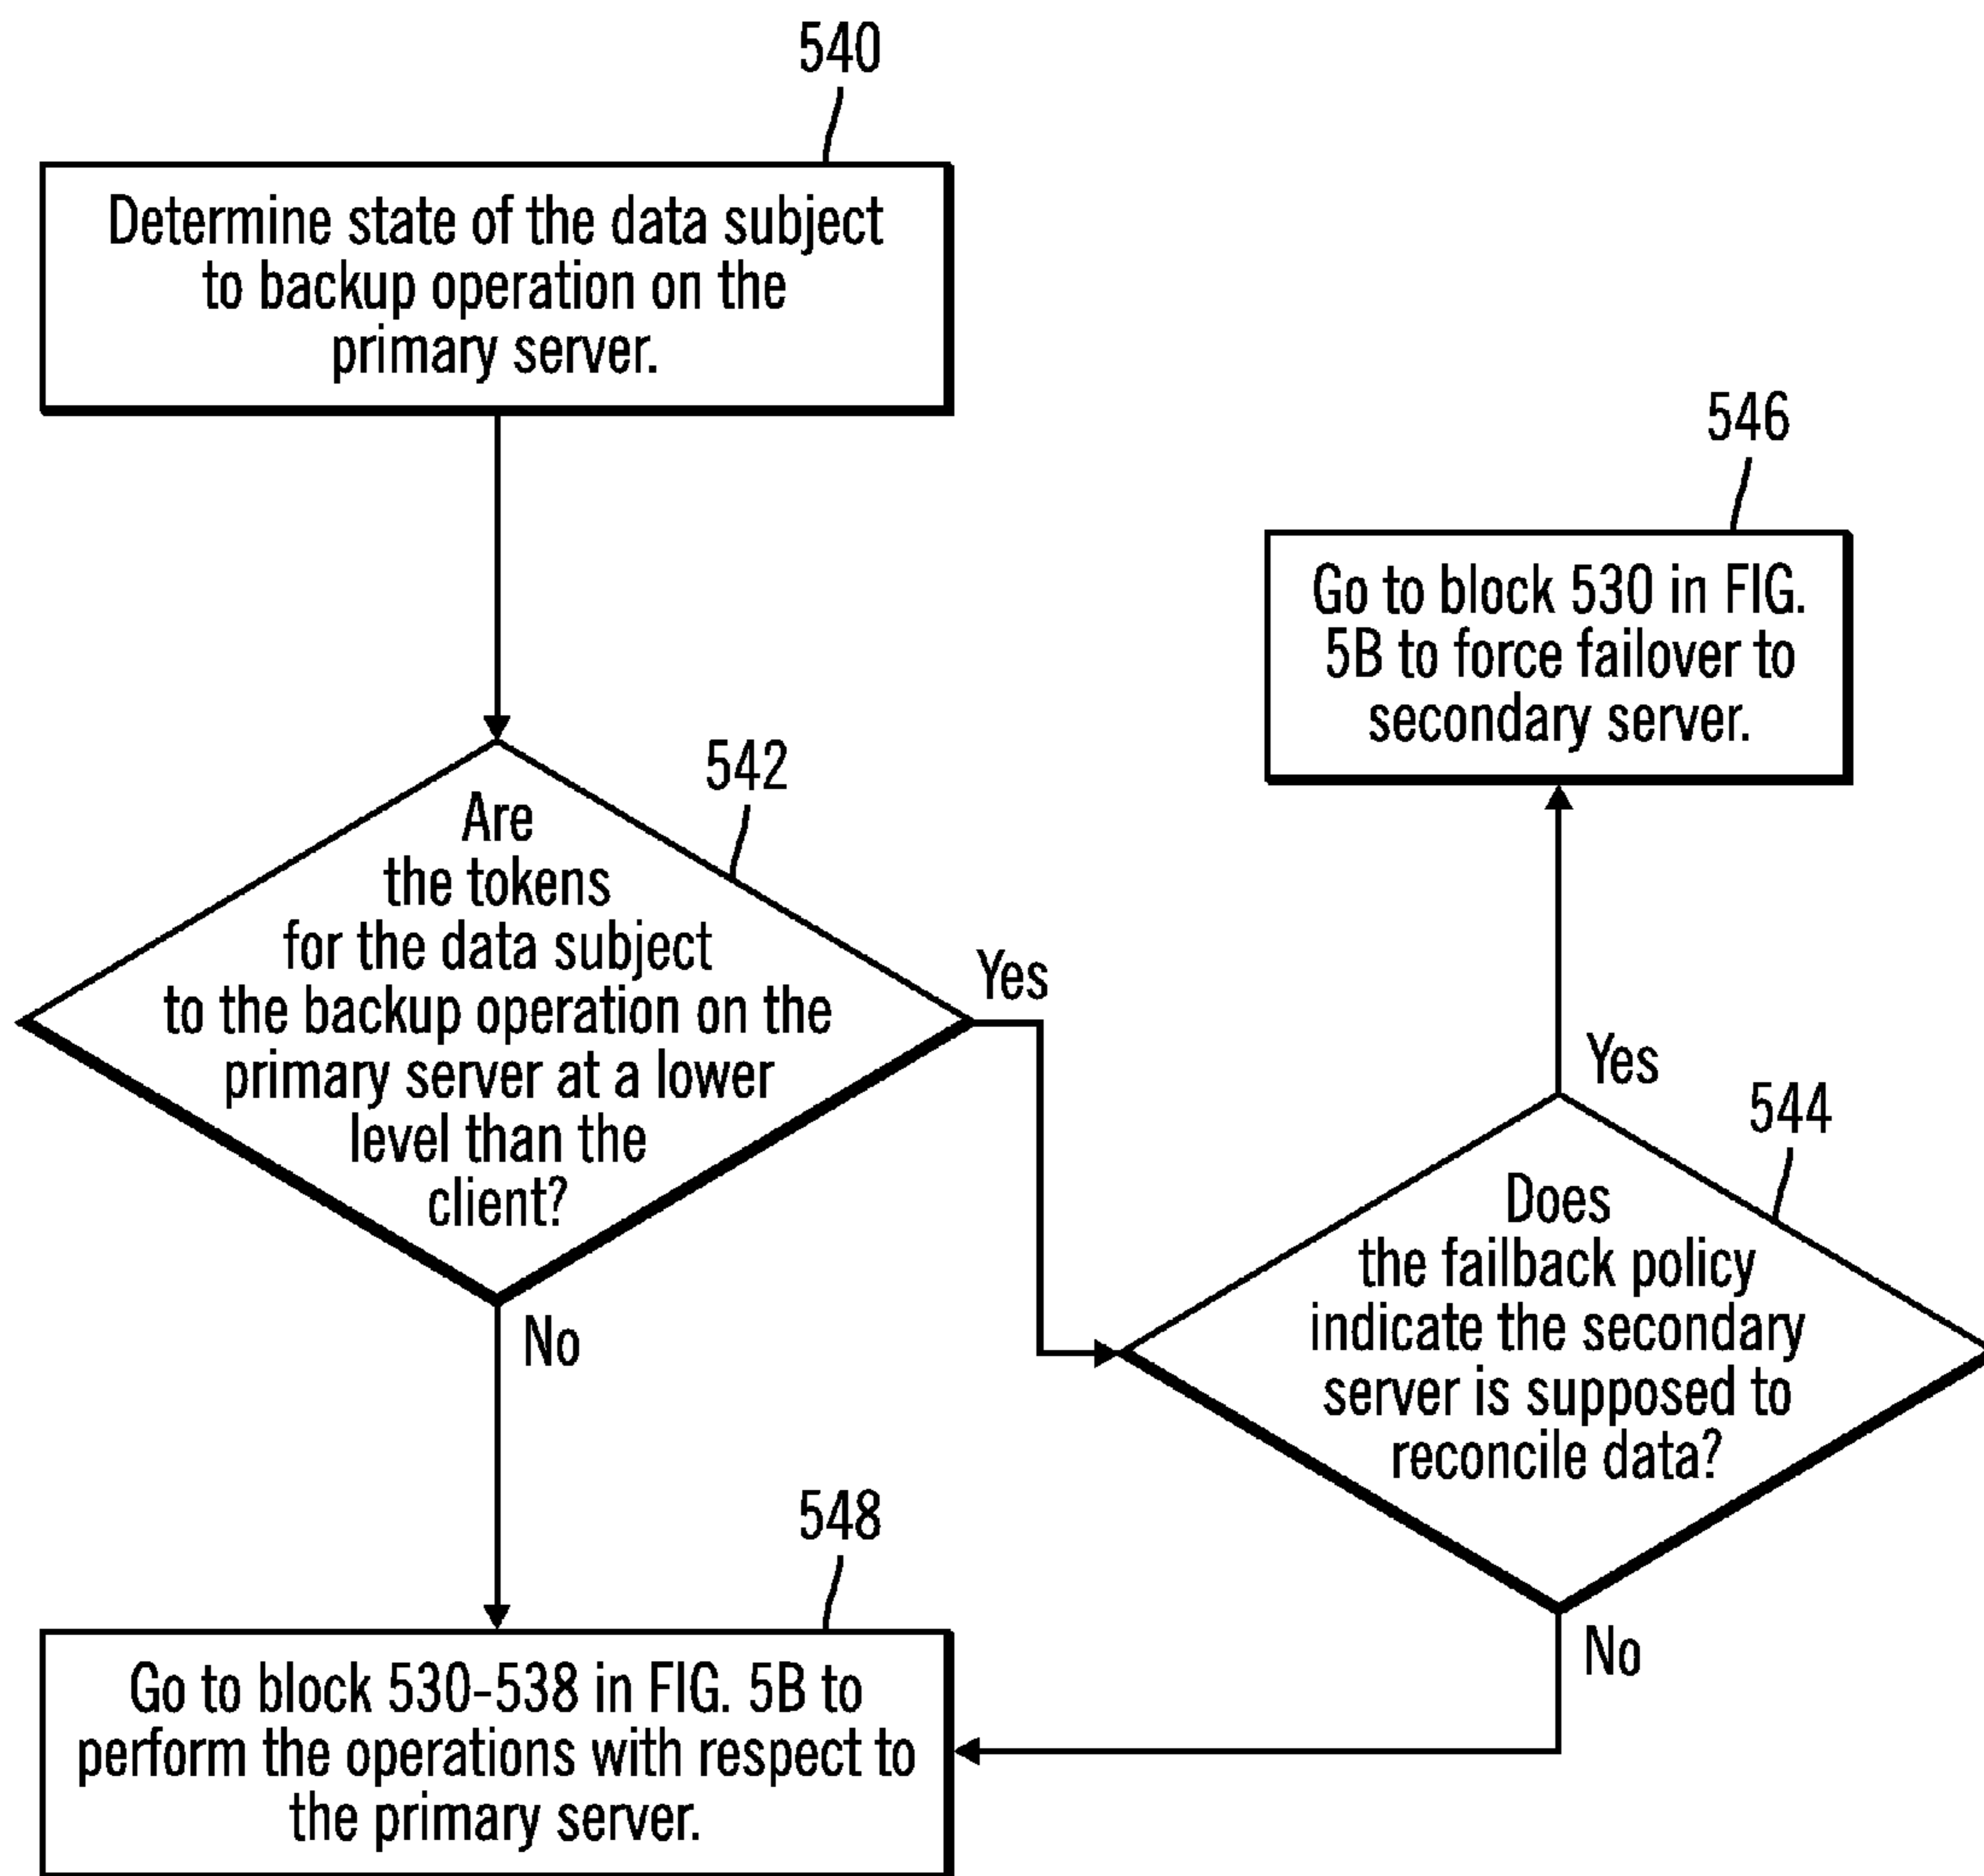 540
Determine state of the data subject
to backup operation on the
primary server.
546
Go to block 530 in FIG.
5B to force failover to
secondary server.
542
Are
the tokens
for the data subject
to the backup operation on the
primary server at a lower
level than the
client?
Yes
No
Yes
544
Does
the failback policy
indicate the secondary
server is supposed to
reconcile data?
No
548
Go to block 530-538 in FIG. 5B to
perform the operations with respect to
the primary server.